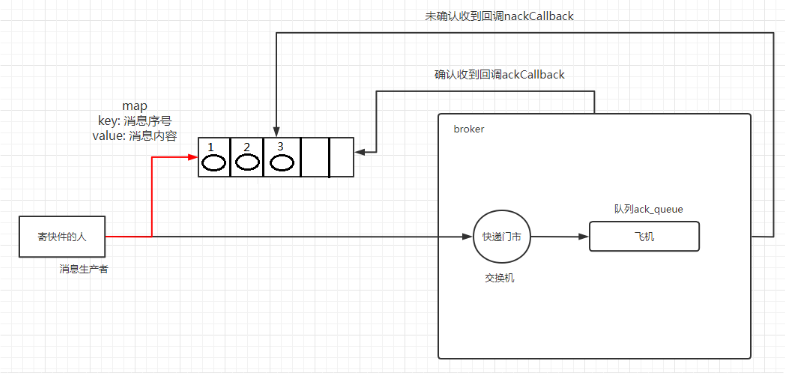 未确认收到回调nackCallback
确认收到回调ackCallback
map
key: 消息序号
value: 消息内容
1 2 3
broker
队列ack_queue
寄快件的人
快递门市
飞机
消息生产者
交换机